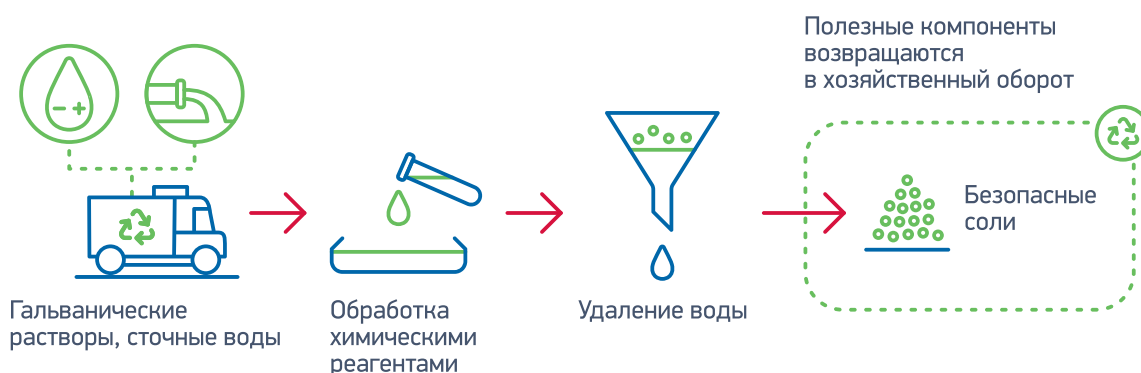 Полезные компоненты
возвращаются
в хозяйственный оборот
Безопасные
соли
Гальванические
растворы, сточные воды
Обработка
химическими
реагентами
Удаление воды